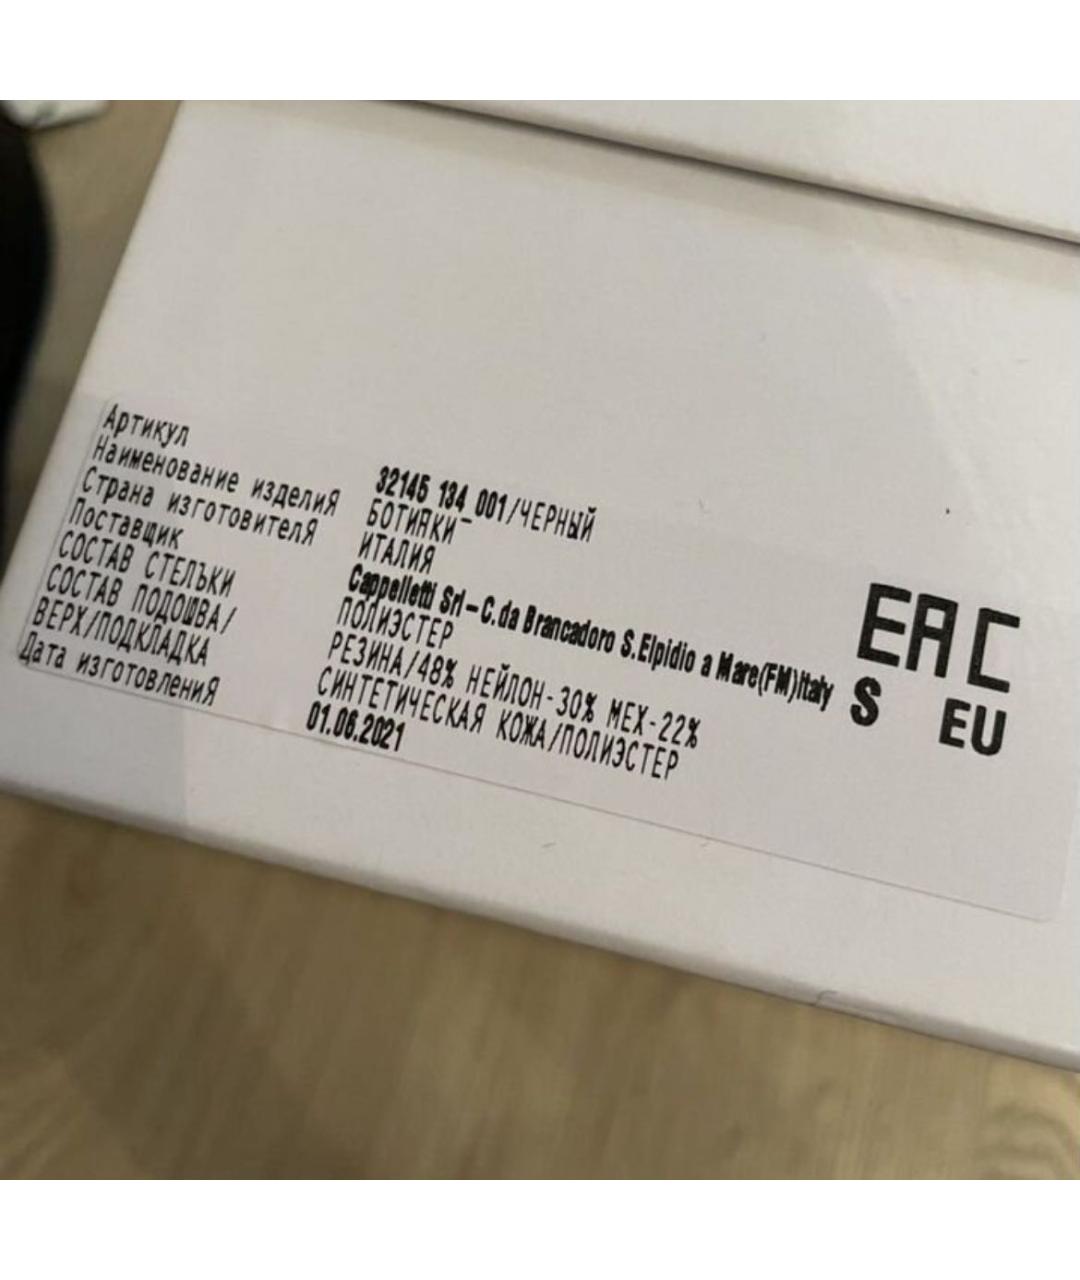 Артикул 32145 134_001/ЧЕРНЫЙ
Наименование изделиЯ БОТИНКИ
Страна изготовителЯ ИТАЛИЯ
Поставщик Cappelletti Srl-C.da Brancadoro S.Elpidio a Mare(FM)Italy
СОСТАВ СТЕЛЪКИ ПОЛИЭСТЕР
СОСТАВ ПОДОШВА/ РЕЗИНА/48% НЕЙЛОН-30% МЕХ-22%
ВЕРХ/ПОДКЛАДКА СИНТЕТИЧЕСКАЯ КОЖА/ПОЛИЭСТЕР
Дата изготовлениЯ 01.06.2021
EAC
S EU